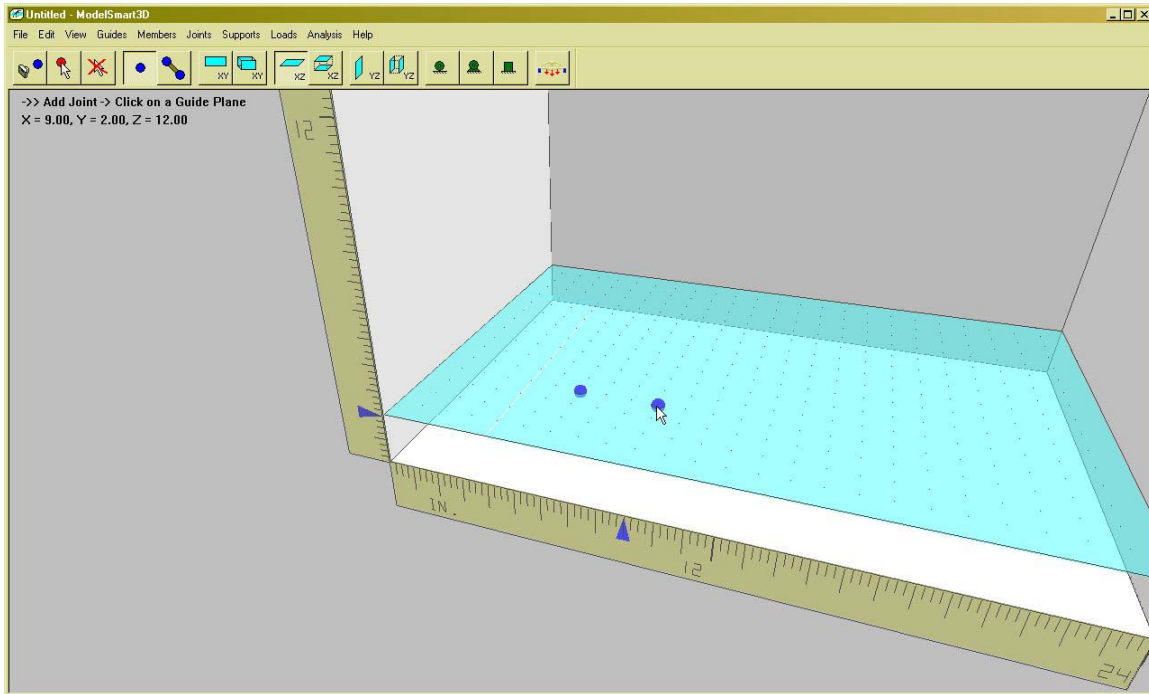 Untitled - ModelSmart3D
File Edit View Guides Members Joints Supports Loads Analysis Help
XY XY XZ XZ YZ YZ
->> Add Joint -> Click on a Guide Plane
X = 9.00, Y = 2.00, Z = 12.00
12
IN.
12
24